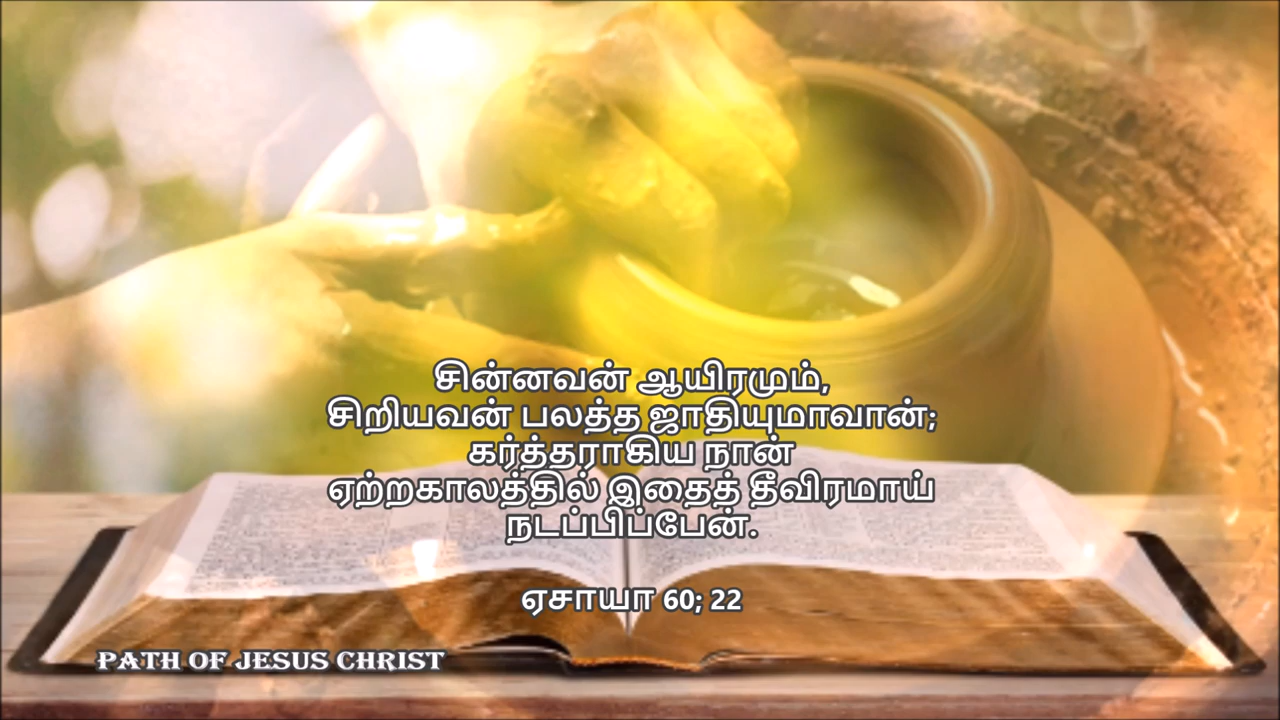 சின்னவன் ஆயிரமும்,
சிறியவன் பலத்த ஜாதியுமாவான்;
கர்த்தராகிய நான்
ஏற்றகாலத்தில் இதைத் தீவிரமாய்
நடப்பிப்பேன்.
ஏசாயா 60; 22
PATH OF JESUS CHRIST